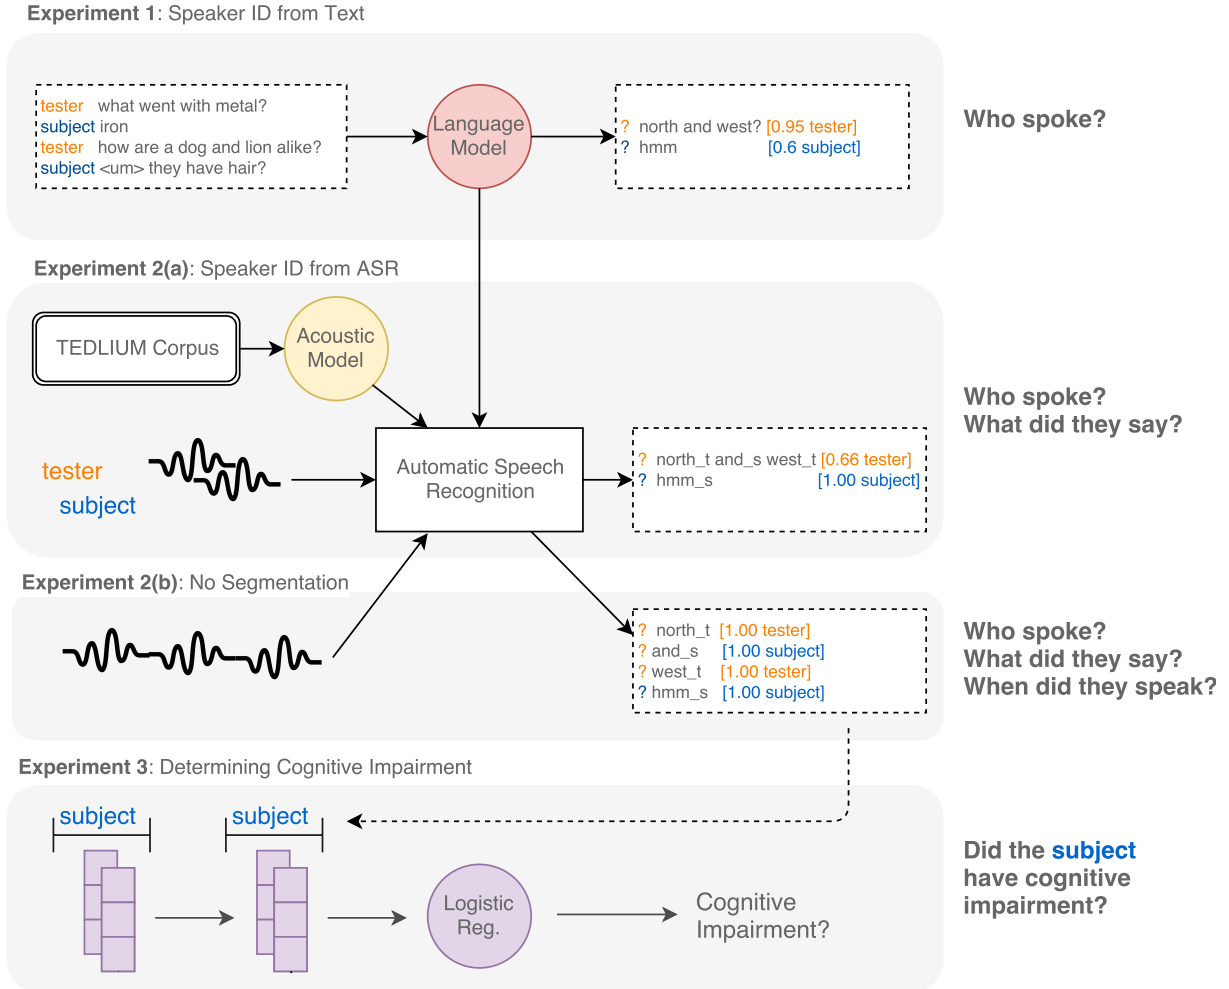 Experiment 1: Speaker ID from Text
tester what went with metal?
subject iron
tester how are a dog and lion alike?
subject <um> they have hair?
Language
Model
? north and west? [0.95 tester]
? hmm [0.6 subject]
Who spoke?
Experiment 2(a): Speaker ID from ASR
TEDLIUM Corpus
Acoustic
Model
tester
subject
Automatic Speech
Recognition
? north_t and_s west_t [0.66 tester]
? hmm_s [1.00 subject]
Who spoke?
What did they say?
Experiment 2(b): No Segmentation
? north_t [1.00 tester]
? and_s [1.00 subject]
? west_t [1.00 tester]
? hmm_s [1.00 subject]
Who spoke?
What did they say?
When did they speak?
Experiment 3: Determining Cognitive Impairment
subject
subject
Logistic
Reg.
Cognitive
Impairment?
Did the subject
have cognitive
impairment?